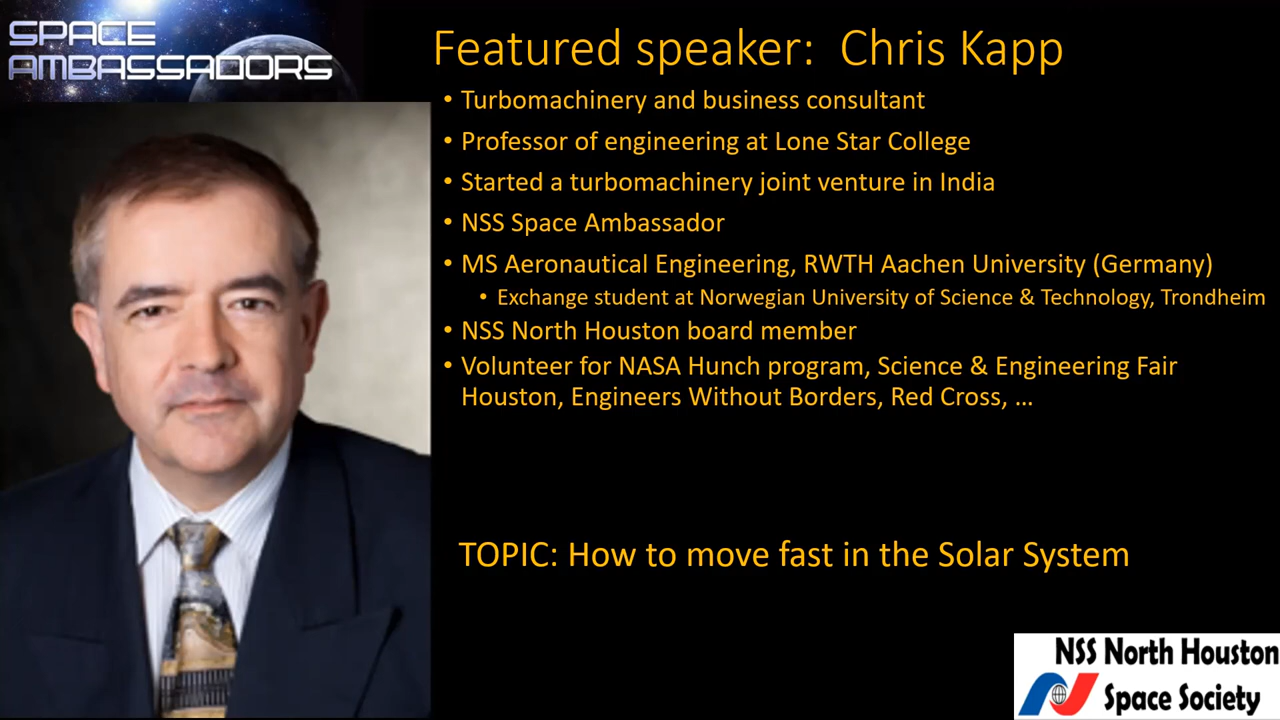 SPACE
AMBASSADORS
Featured speaker: Chris Kapp
• Turbomachinery and business consultant
• Professor of engineering at Lone Star College
• Started a turbomachinery joint venture in India
• NSS Space Ambassador
• MS Aeronautical Engineering, RWTH Aachen University (Germany)
• Exchange student at Norwegian University of Science & Technology, Trondheim
• NSS North Houston board member
• Volunteer for NASA Hunch program, Science & Engineering Fair
Houston, Engineers Without Borders, Red Cross, ...
TOPIC: How to move fast in the Solar System
NSS North Houston
Space Society